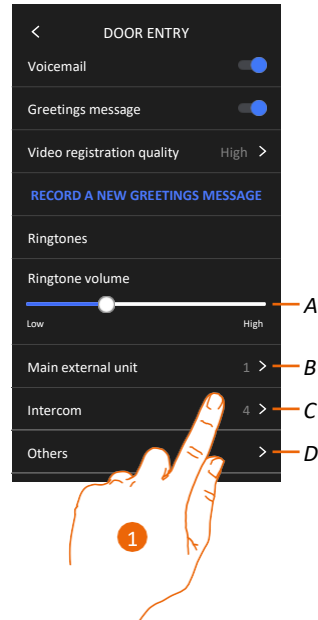 DOOR ENTRY
Voicemail
Greetings message
Video registration quality High
RECORD A NEW GREETINGS MESSAGE
Ringtones
Ringtone volume
A
Low High
Main external unit 1 B
Intercom 4 C
Others D
1